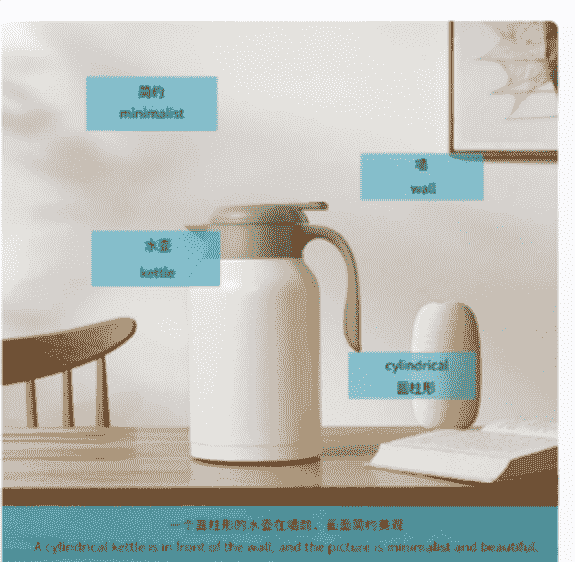 简约
minimalist
墙
wall
水壶
kettle
cylindrical
圆柱形
一个圆柱形的水壶在墙前，画面简约美观
A cylindrical kettle is in front of the wall, and the picture is minimalist and beautiful.